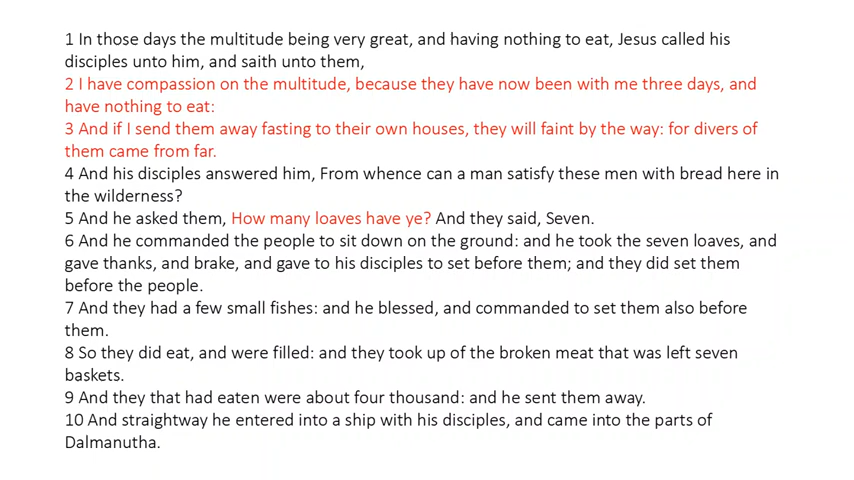 1 In those days the multitude being very great, and having nothing to eat, Jesus called his
disciples unto him, and saith unto them,
2 I have compassion on the multitude, because they have now been with me three days, and
have nothing to eat:
3 And if I send them away fasting to their own houses, they will faint by the way: for divers of
them came from far.
4 And his disciples answered him, From whence can a man satisfy these men with bread here in
the wilderness?
5 And he asked them, How many loaves have ye? And they said, Seven.
6 And he commanded the people to sit down on the ground: and he took the seven loaves, and
gave thanks, and brake, and gave to his disciples to set before them; and they did set them
before the people.
7 And they had a few small fishes: and he blessed, and commanded to set them also before
them.
8 So they did eat, and were filled: and they took up of the broken meat that was left seven
baskets.
9 And they that had eaten were about four thousand: and he sent them away.
10 And straightway he entered into a ship with his disciples, and came into the parts of
Dalmanutha.